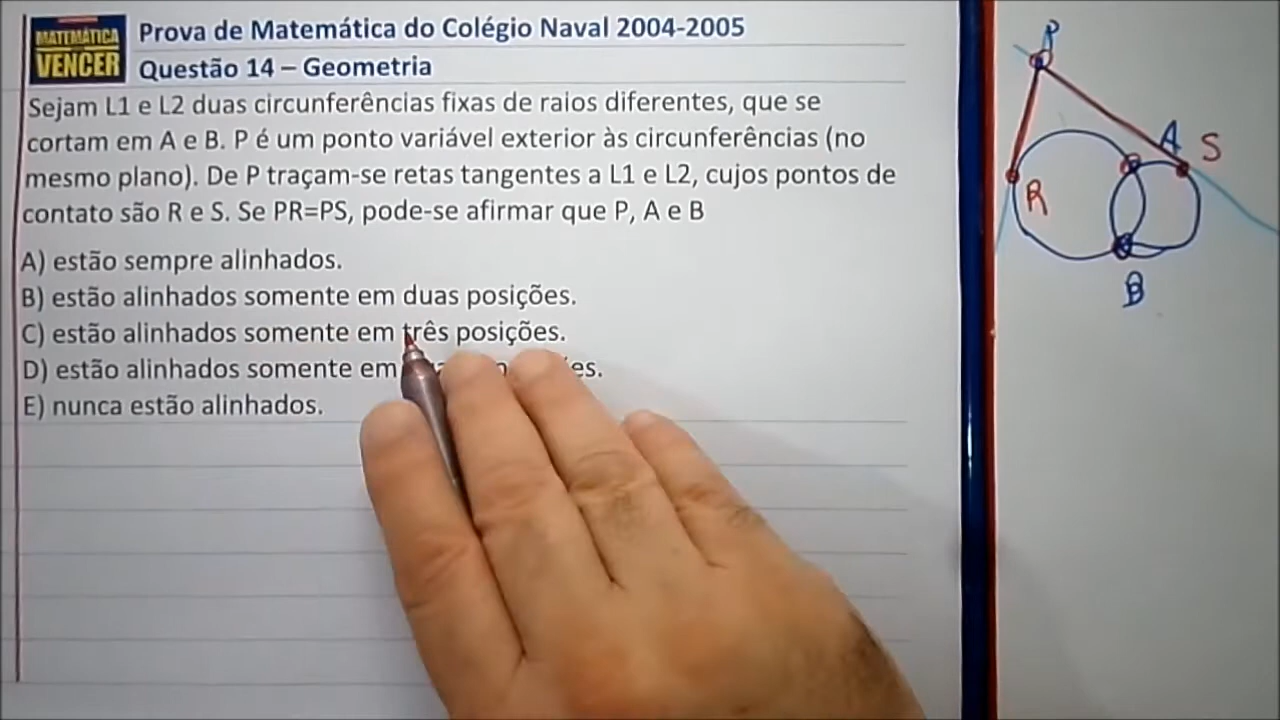 MATEMÁTICA
VENCER
Prova de Matemática do Colégio Naval 2004-2005
Questão 14 – Geometria
Sejam L1 e L2 duas circunferências fixas de raios diferentes, que se
cortam em A e B. P é um ponto variável exterior às circunferências (no
mesmo plano). De P traçam-se retas tangentes a L1 e L2, cujos pontos de
contato são R e S. Se PR=PS, pode-se afirmar que P, A e B
A) estão sempre alinhados.
B) estão alinhados somente em duas posições.
C) estão alinhados somente em três posições.
D) estão alinhados somente em
E) nunca estão alinhados.
P
A S
R
B